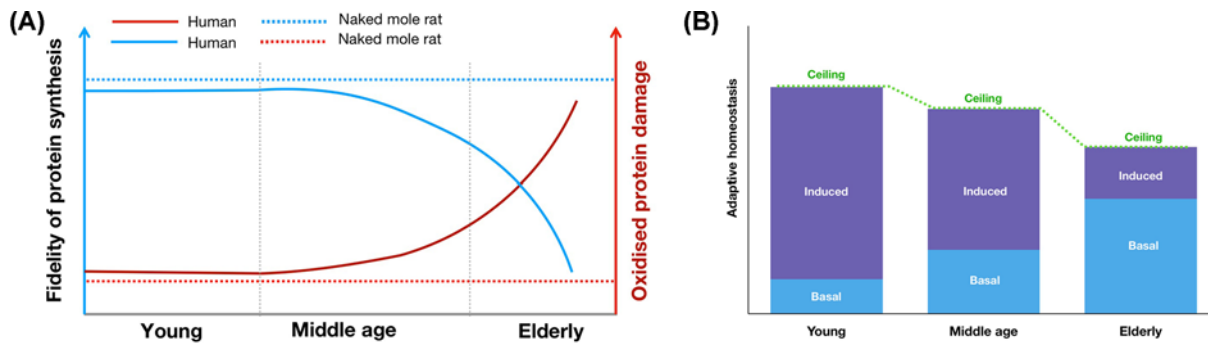 (A)
Human
Naked mole rat
Human
Naked mole rat
Fidelity of protein synthesis
Oxidised protein damage
Young
Middle age
Elderly
(B)
Adaptive homeostasis
Ceiling
Ceiling
Ceiling
Induced
Induced
Induced
Basal
Basal
Basal
Young
Middle age
Elderly